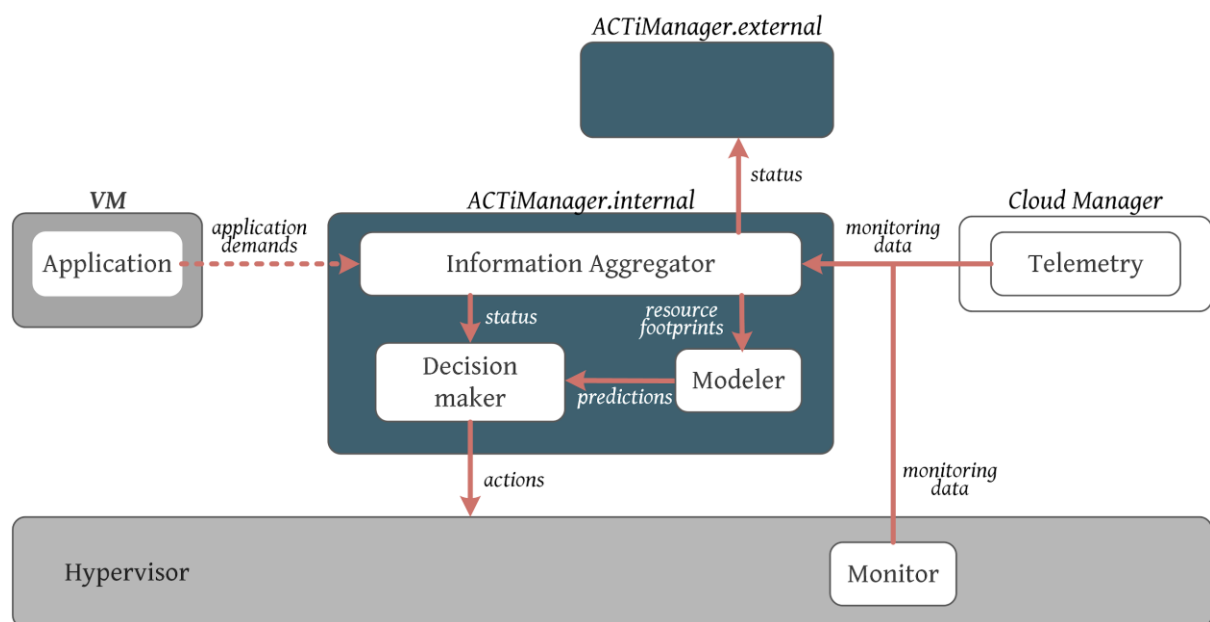 ACTiManager.external
status
VM
ACTiManager.internal
Cloud Manager
application
demands
monitoring
data
Application
Information Aggregator
Telemetry
status
resource
footprints
Decision
maker
predictions
Modeler
actions
monitoring
data
Hypervisor
Monitor